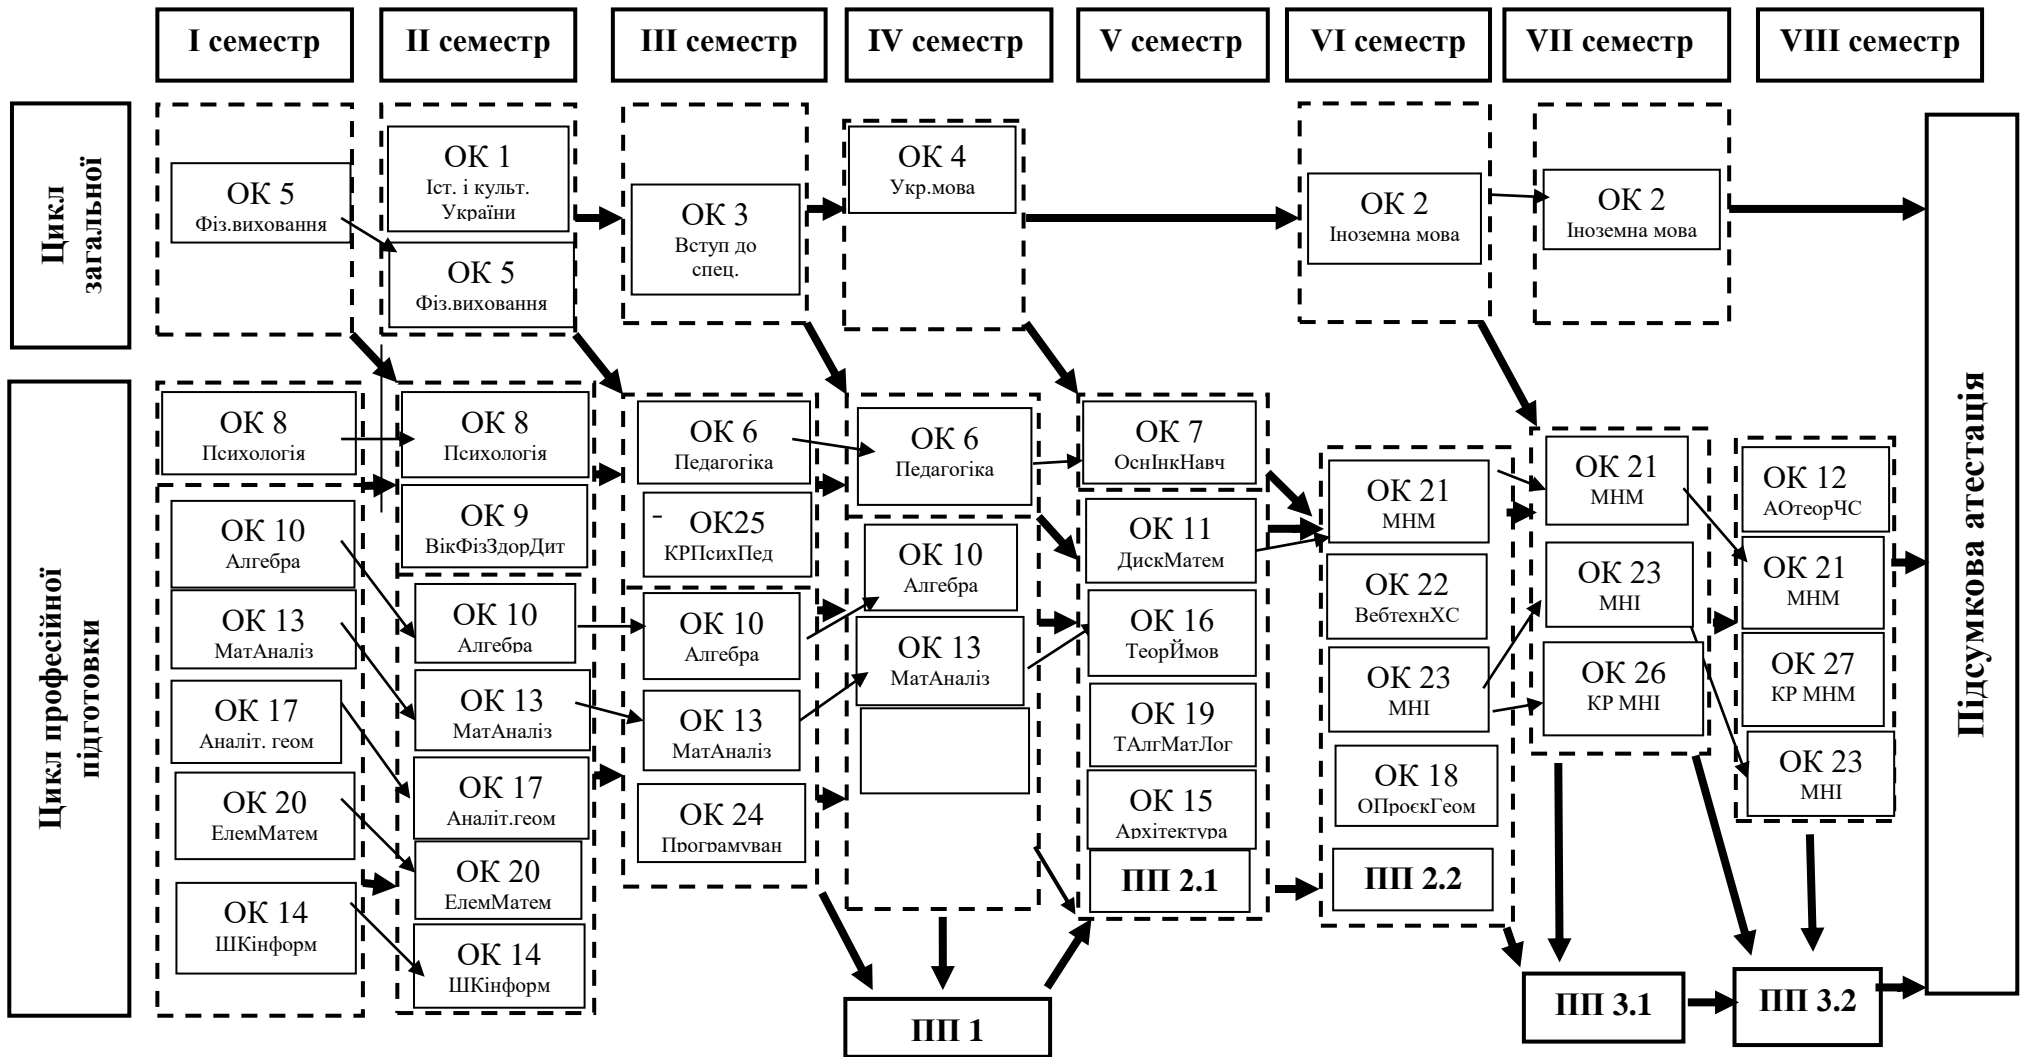 I семестр
II семестр
III семестр
IV семестр
V семестр
VI семестр
VII семестр
VIII семестр
Цикл
загальної
ОК 5
Фіз.виховання
ОК 1
Іст. і культ.
України
ОК 5
Фіз.виховання
ОК 3
Вступ до
спец.
ОК 4
Укр.мова
ОК 2
Іноземна мова
ОК 2
Іноземна мова
Цикл професійної
підготовки
ОК 8
Психологія
ОК 10
Алгебра
ОК 13
МатАналіз
ОК 17
Аналіт. геом
ОК 20
ЕлемМатем
ОК 14
ШКінформ
ОК 8
Психологія
ОК 9
ВікФізЗдорДит
ОК 10
Алгебра
ОК 13
МатАналіз
ОК 17
Аналіт.геом
ОК 20
ЕлемМатем
ОК 14
ШКінформ
ОК 6
Педагогіка
- ОК25
КРПсихПед
ОК 10
Алгебра
ОК 13
МатАналіз
ОК 24
Програмуван
ОК 6
Педагогіка
ОК 10
Алгебра
ОК 13
МатАналіз
ПП 1
ОК 7
ОснІнкНавч
ОК 11
ДискМатем
ОК 16
ТеорЙмов
ОК 19
ТАлгМатЛог
ОК 15
Архітектура
ПП 2.1
ОК 21
МНМ
ОК 22
ВебтехнХС
ОК 23
МНІ
ОК 18
ОПроєкГеом
ПП 2.2
ОК 21
МНМ
ОК 23
МНІ
ОК 26
КР МНІ
ПП 3.1
ОК 12
АОтеорЧС
ОК 21
МНМ
ОК 27
КР МНМ
ОК 23
МНІ
ПП 3.2
Підсумкова атестація